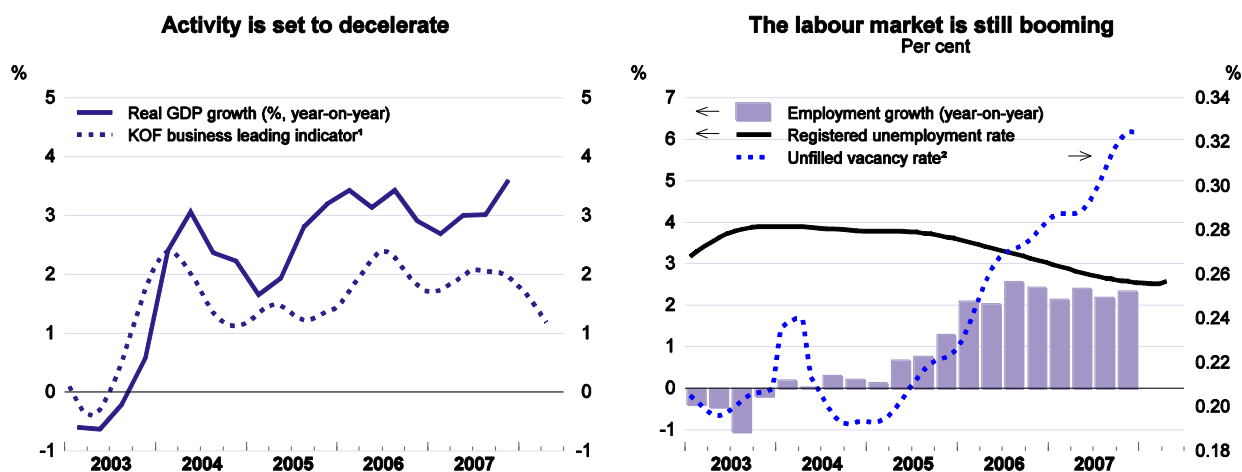 Activity is set to decelerate
%
5 5
Real GDP growth (%, year-on-year)
KOF business leading indicator¹
4 4
3 3
2 2
1 1
0 0
-1 -1
2003 2004 2005 2006 2007
The labour market is still booming
Per cent
% %
7 0.34
Employment growth (year-on-year)
6 0.32
Registered unemployment rate
Unfilled vacancy rate²
5 0.30
4 0.28
3 0.26
2 0.24
1 0.22
0 0.20
-1 0.18
2003 2004 2005 2006 2007